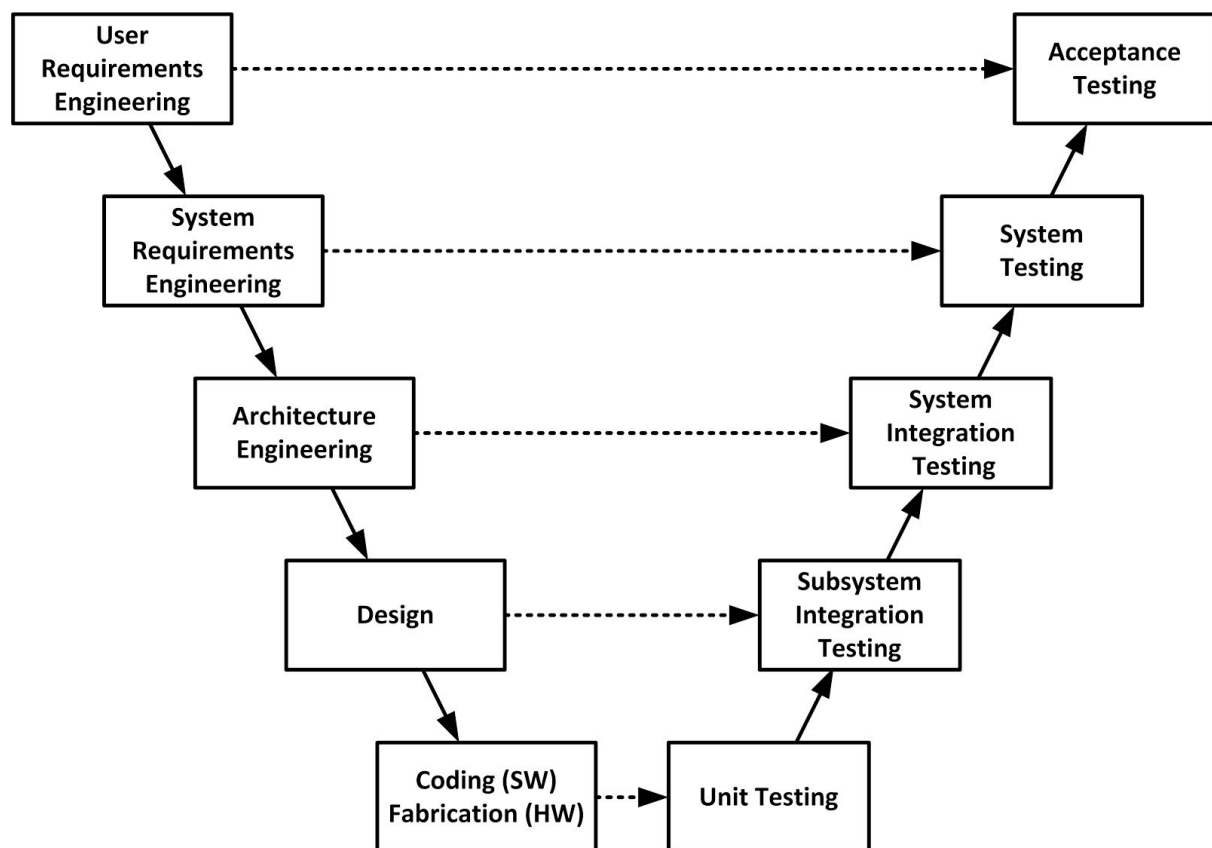 User
Requirements
Engineering
Acceptance
Testing
System
Requirements
Engineering
System
Testing
Architecture
Engineering
System
Integration
Testing
Design
Subsystem
Integration
Testing
Coding (SW)
Fabrication (HW)
Unit Testing